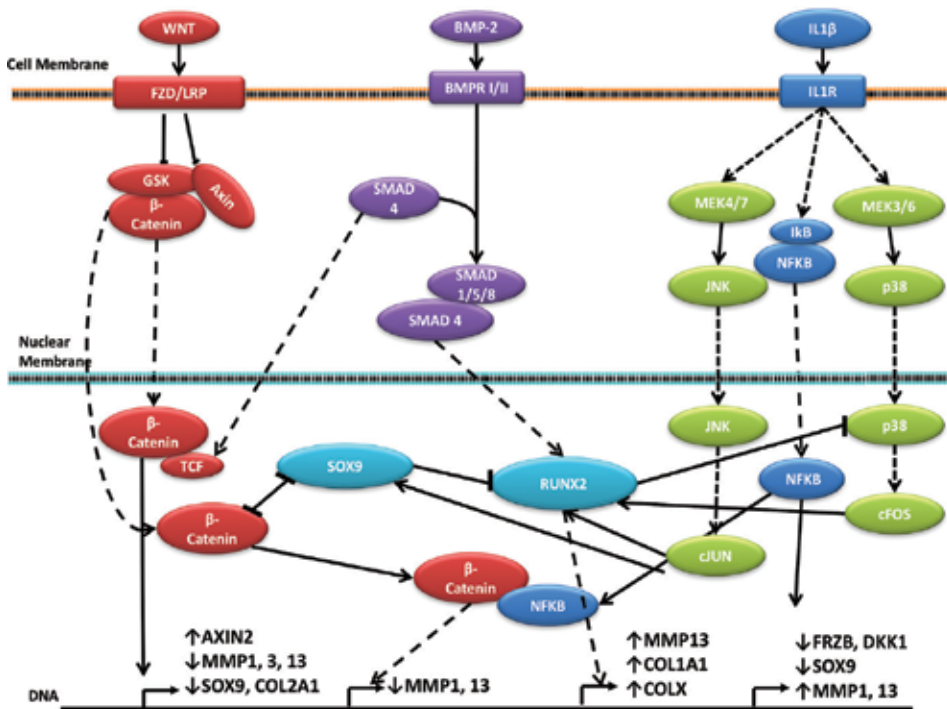 WNT
BMP-2
IL1β
Cell Membrane
FZD/LRP
BMPR I/II
IL1R
GSK
Axin
β-
Catenin
SMAD
4
MEK4/7
MEK3/6
IkB
NFKB
SMAD
1/5/8
JNK
p38
SMAD 4
Nuclear
Membrane
β-
Catenin
TCF
JNK
p38
SOX9
RUNX2
NFKB
cFOS
β-
Catenin
cJUN
β-
Catenin
NFKB
↑AXIN2
↓MMP1, 3, 13
↓SOX9, COL2A1
↓MMP1, 13
↑MMP13
↑COL1A1
↑COLX
↓FRZB, DKK1
↓SOX9
↑MMP1, 13
DNA